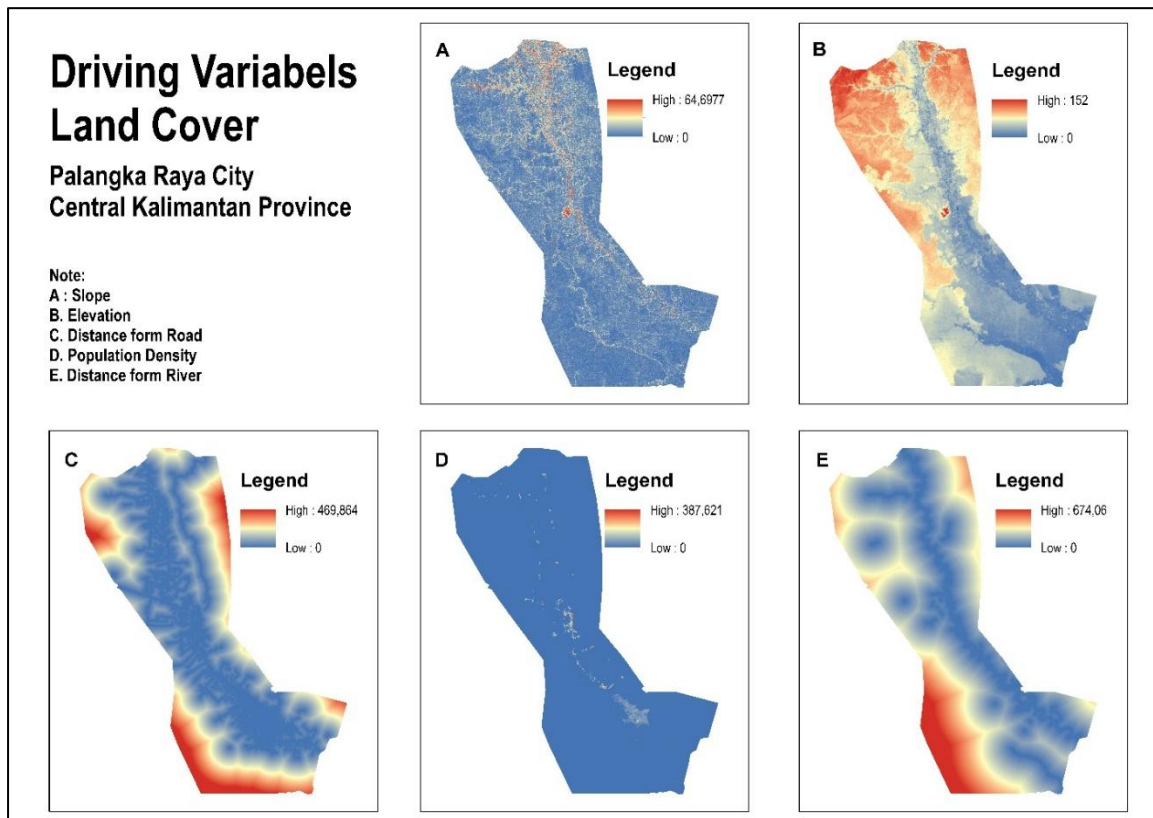 Driving Variabels
Land Cover
Palangka Raya City
Central Kalimantan Province
Note:
A : Slope
B. Elevation
C. Distance form Road
D. Population Density
E. Distance form River
A
Legend
High : 64,6977
Low : 0
B
Legend
High : 152
Low : 0
C
Legend
High : 469,864
Low : 0
D
Legend
High : 387,621
Low : 0
E
Legend
High : 674,06
Low : 0